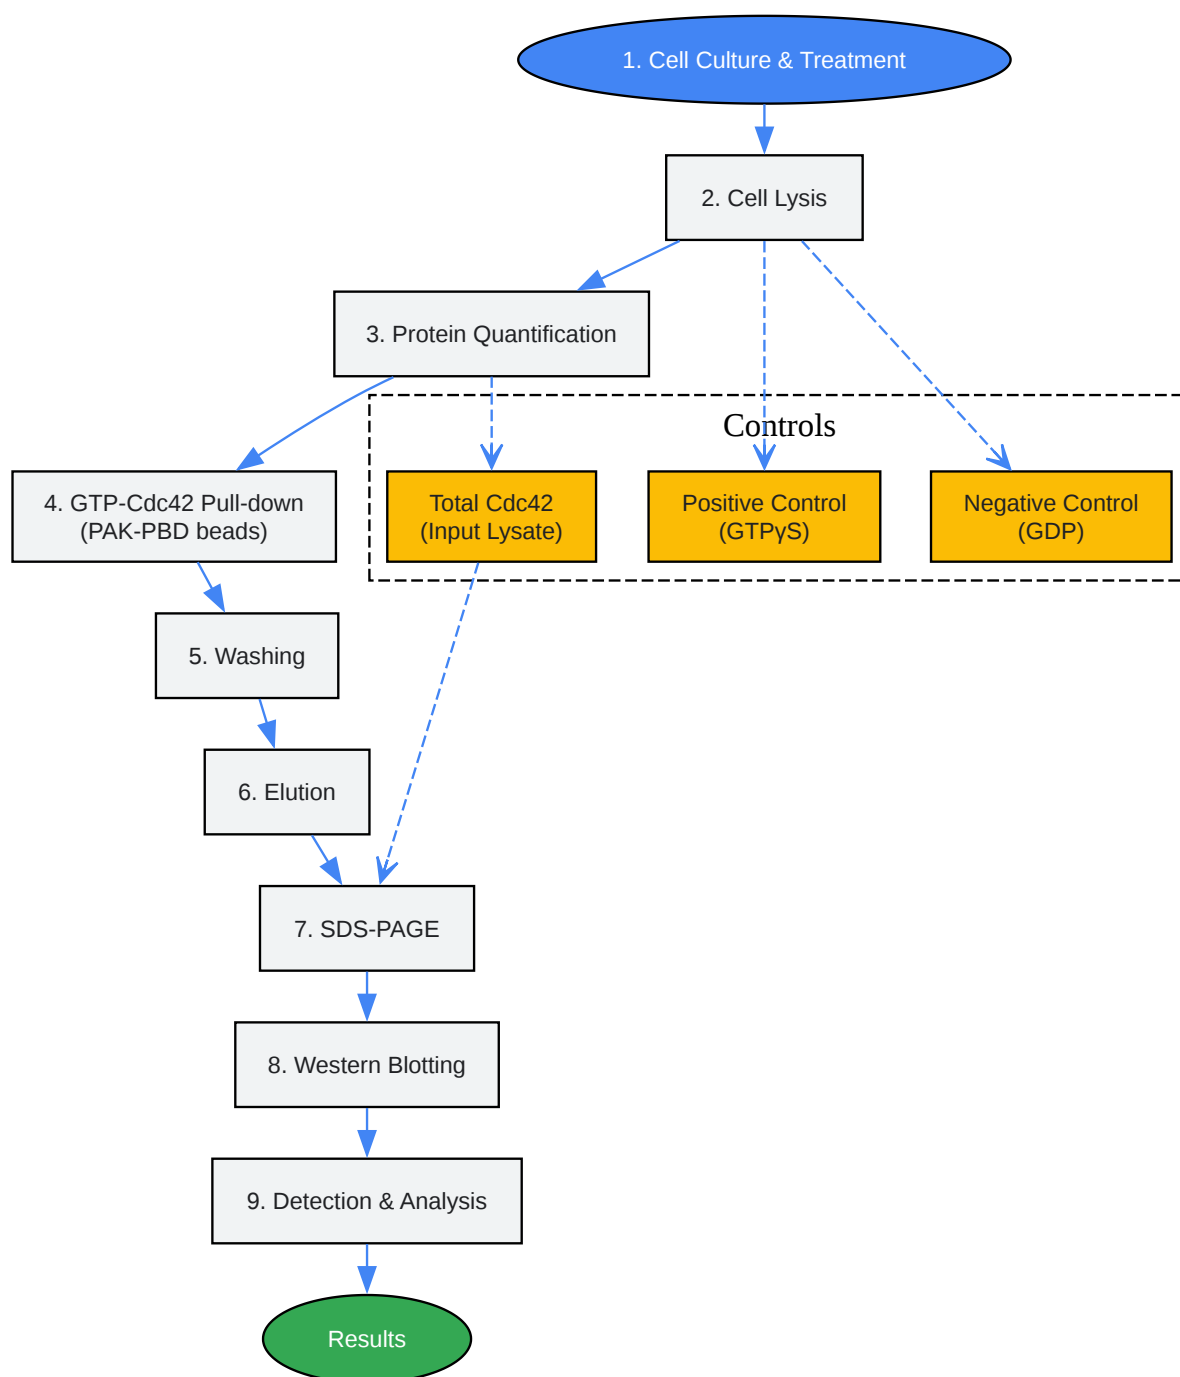 1. Cell Culture & Treatment
2. Cell Lysis
3. Protein Quantification
Controls
4. GTP-Cdc42 Pull-down
(PAK-PBD beads)
Total Cdc42
(Input Lysate)
Positive Control
(GTPγS)
Negative Control
(GDP)
5. Washing
6. Elution
7. SDS-PAGE
8. Western Blotting
9. Detection & Analysis
Results